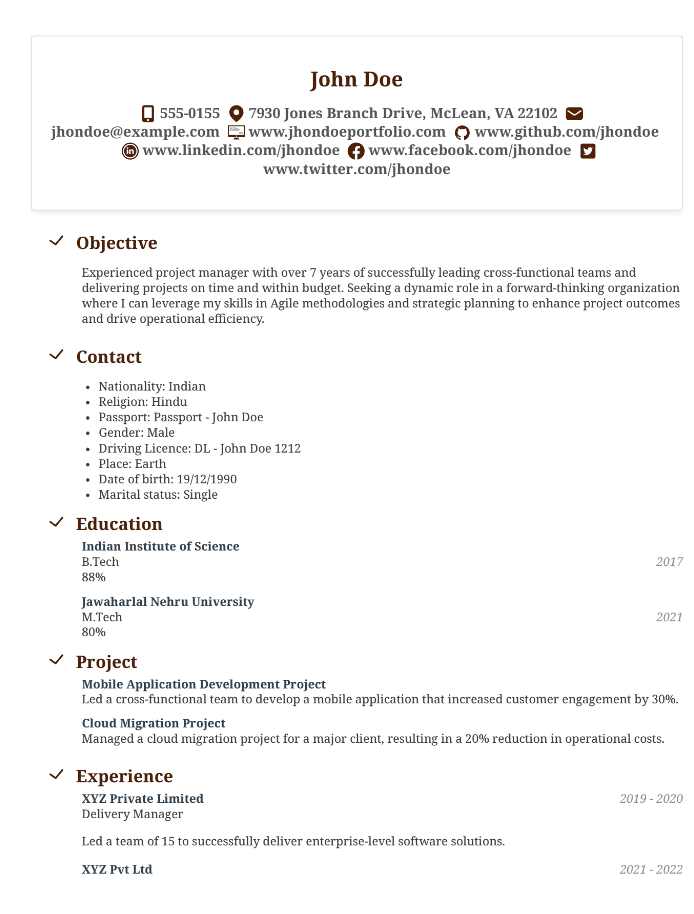 John Doe
555-0155 7930 Jones Branch Drive, McLean, VA 22102
jhondoe@example.com www.jhondoeportfolio.com www.github.com/jhondoe
www.linkedin.com/jhondoe www.facebook.com/jhondoe
www.twitter.com/jhondoe
Objective
Experienced project manager with over 7 years of successfully leading cross-functional teams and
delivering projects on time and within budget. Seeking a dynamic role in a forward-thinking organization
where I can leverage my skills in Agile methodologies and strategic planning to enhance project outcomes
and drive operational efficiency.
Contact
• Nationality: Indian
• Religion: Hindu
• Passport: Passport - John Doe
• Gender: Male
• Driving Licence: DL - John Doe 1212
• Place: Earth
• Date of birth: 19/12/1990
• Marital status: Single
Education
Indian Institute of Science
B.Tech 2017
88%
Jawaharlal Nehru University
M.Tech 2021
80%
Project
Mobile Application Development Project
Led a cross-functional team to develop a mobile application that increased customer engagement by 30%.
Cloud Migration Project
Managed a cloud migration project for a major client, resulting in a 20% reduction in operational costs.
Experience
XYZ Private Limited 2019 - 2020
Delivery Manager
Led a team of 15 to successfully deliver enterprise-level software solutions.
XYZ Pvt Ltd 2021 - 2022